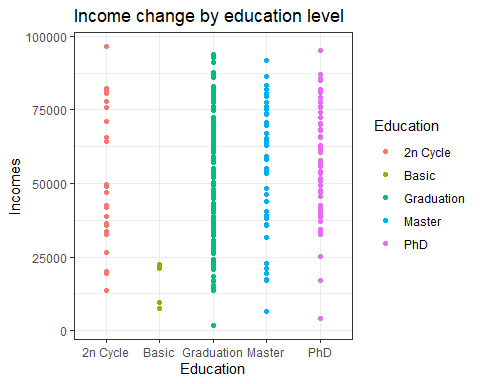 Income change by education level
100000
75000
50000
25000
0
Incomes
2n Cycle Basic Graduation Master PhD
Education
Education
2n Cycle
Basic
Graduation
Master
PhD